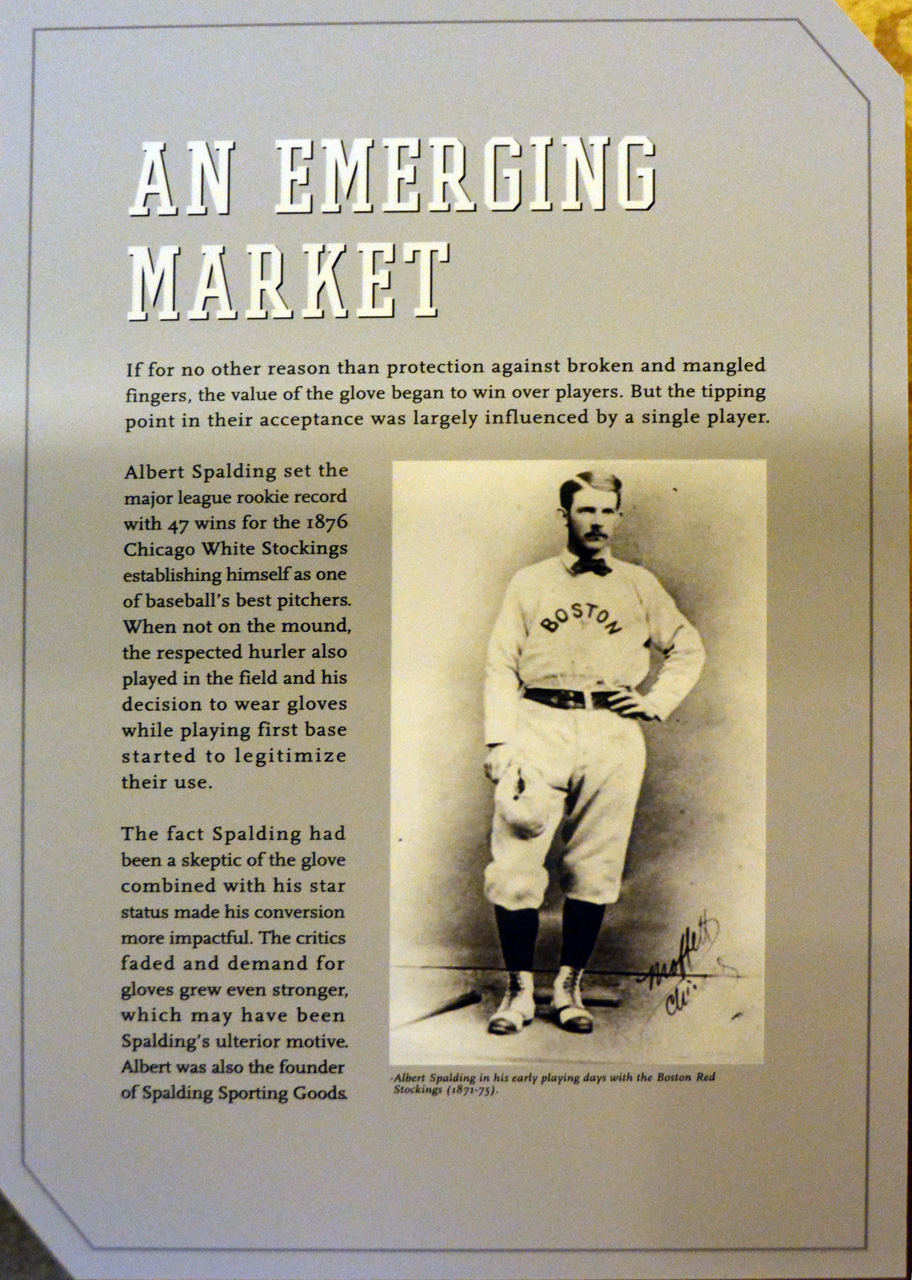 AN EMERGING
MARKET
If for no other reason than protection against broken and mangled
fingers, the value of the glove began to win over players. But the tipping
point in their acceptance was largely influenced by a single player.
Albert Spalding set the
major league rookie record
with 47 wins for the 1876
Chicago White Stockings
establishing himself as one
of baseball's best pitchers.
When not on the mound,
the respected hurler also
played in the field and his
decision to wear gloves
while playing first base
started to legitimize
their use.
The fact Spalding had
been a skeptic of the glove
combined with his star
status made his conversion
more impactful. The critics
faded and demand for
gloves grew even stronger,
which may have been
Spalding's ulterior motive.
Albert was also the founder
of Spalding Sporting Goods.
BOSTON
Moffett
-Albert Spalding in his early playing days with the Boston Red
Stockings (1871-75).